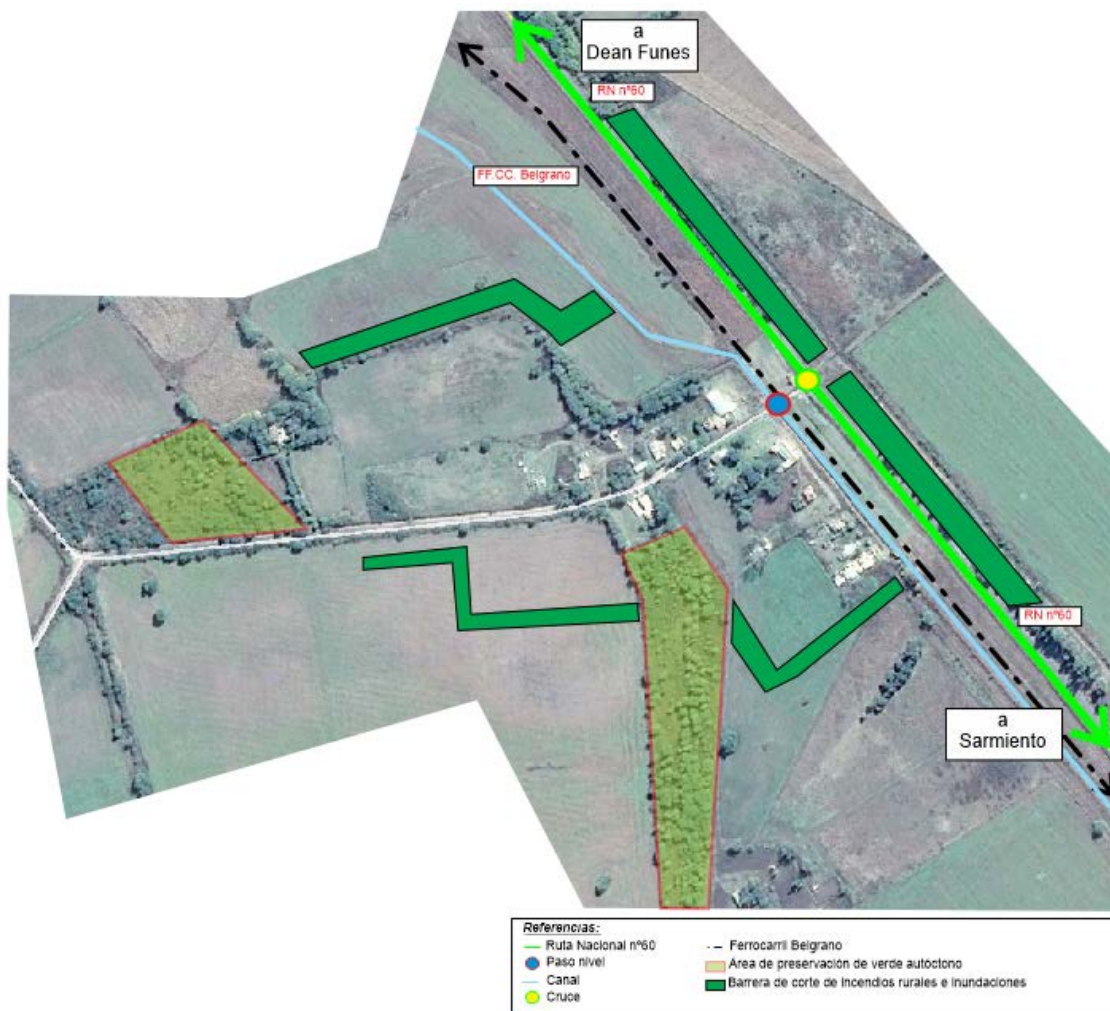 a
Dean Funes
RN nº60
FF.CC. Belgrano
RN nº60
a
Sarmiento
Referencias:
Ruta Nacional nº60
Paso nivel
Canal
Cruce
Ferrocarril Belgrano
Area de preservación de verde autóctono
Barrera de corte de incendios rurales e inundaciones